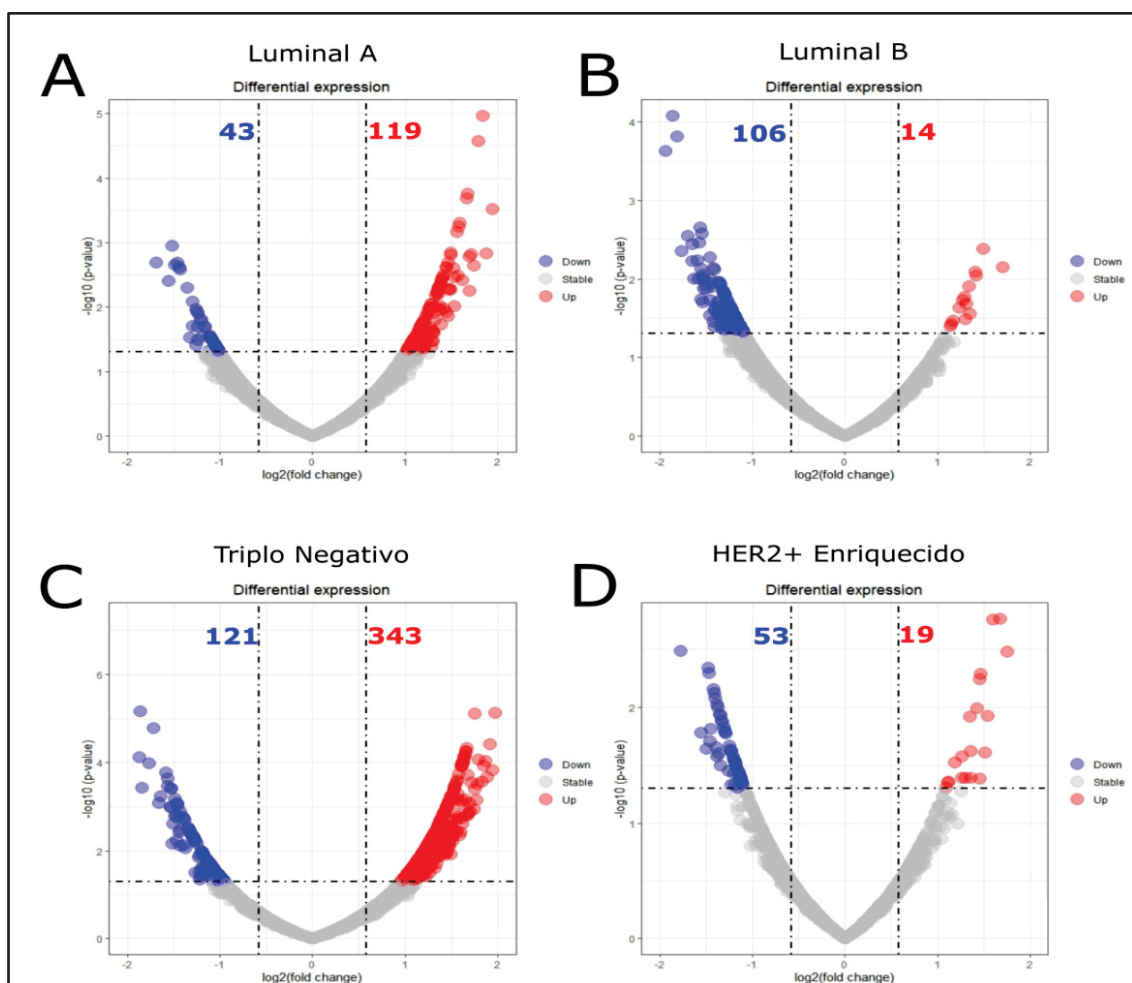 Luminal A
A
Differential expression
43
119
5
4
3
2
1
0
-log10 (p-value)
-2
-1
0
1
2
log2(fold change)
Down
Stable
Up
Luminal B
B
Differential expression
106
14
4
3
2
1
0
-log10 (p-value)
-2
-1
0
1
2
log2(fold change)
Down
Stable
Up
Triplo Negativo
C
Differential expression
121
343
6
4
2
0
-log10 (p-value)
-2
-1
0
1
2
log2(fold change)
Down
Stable
Up
HER2+ Enriquecido
D
Differential expression
53
19
2
1
0
-log10 (p-value)
-2
-1
0
1
2
log2(fold change)
Down
Stable
Up